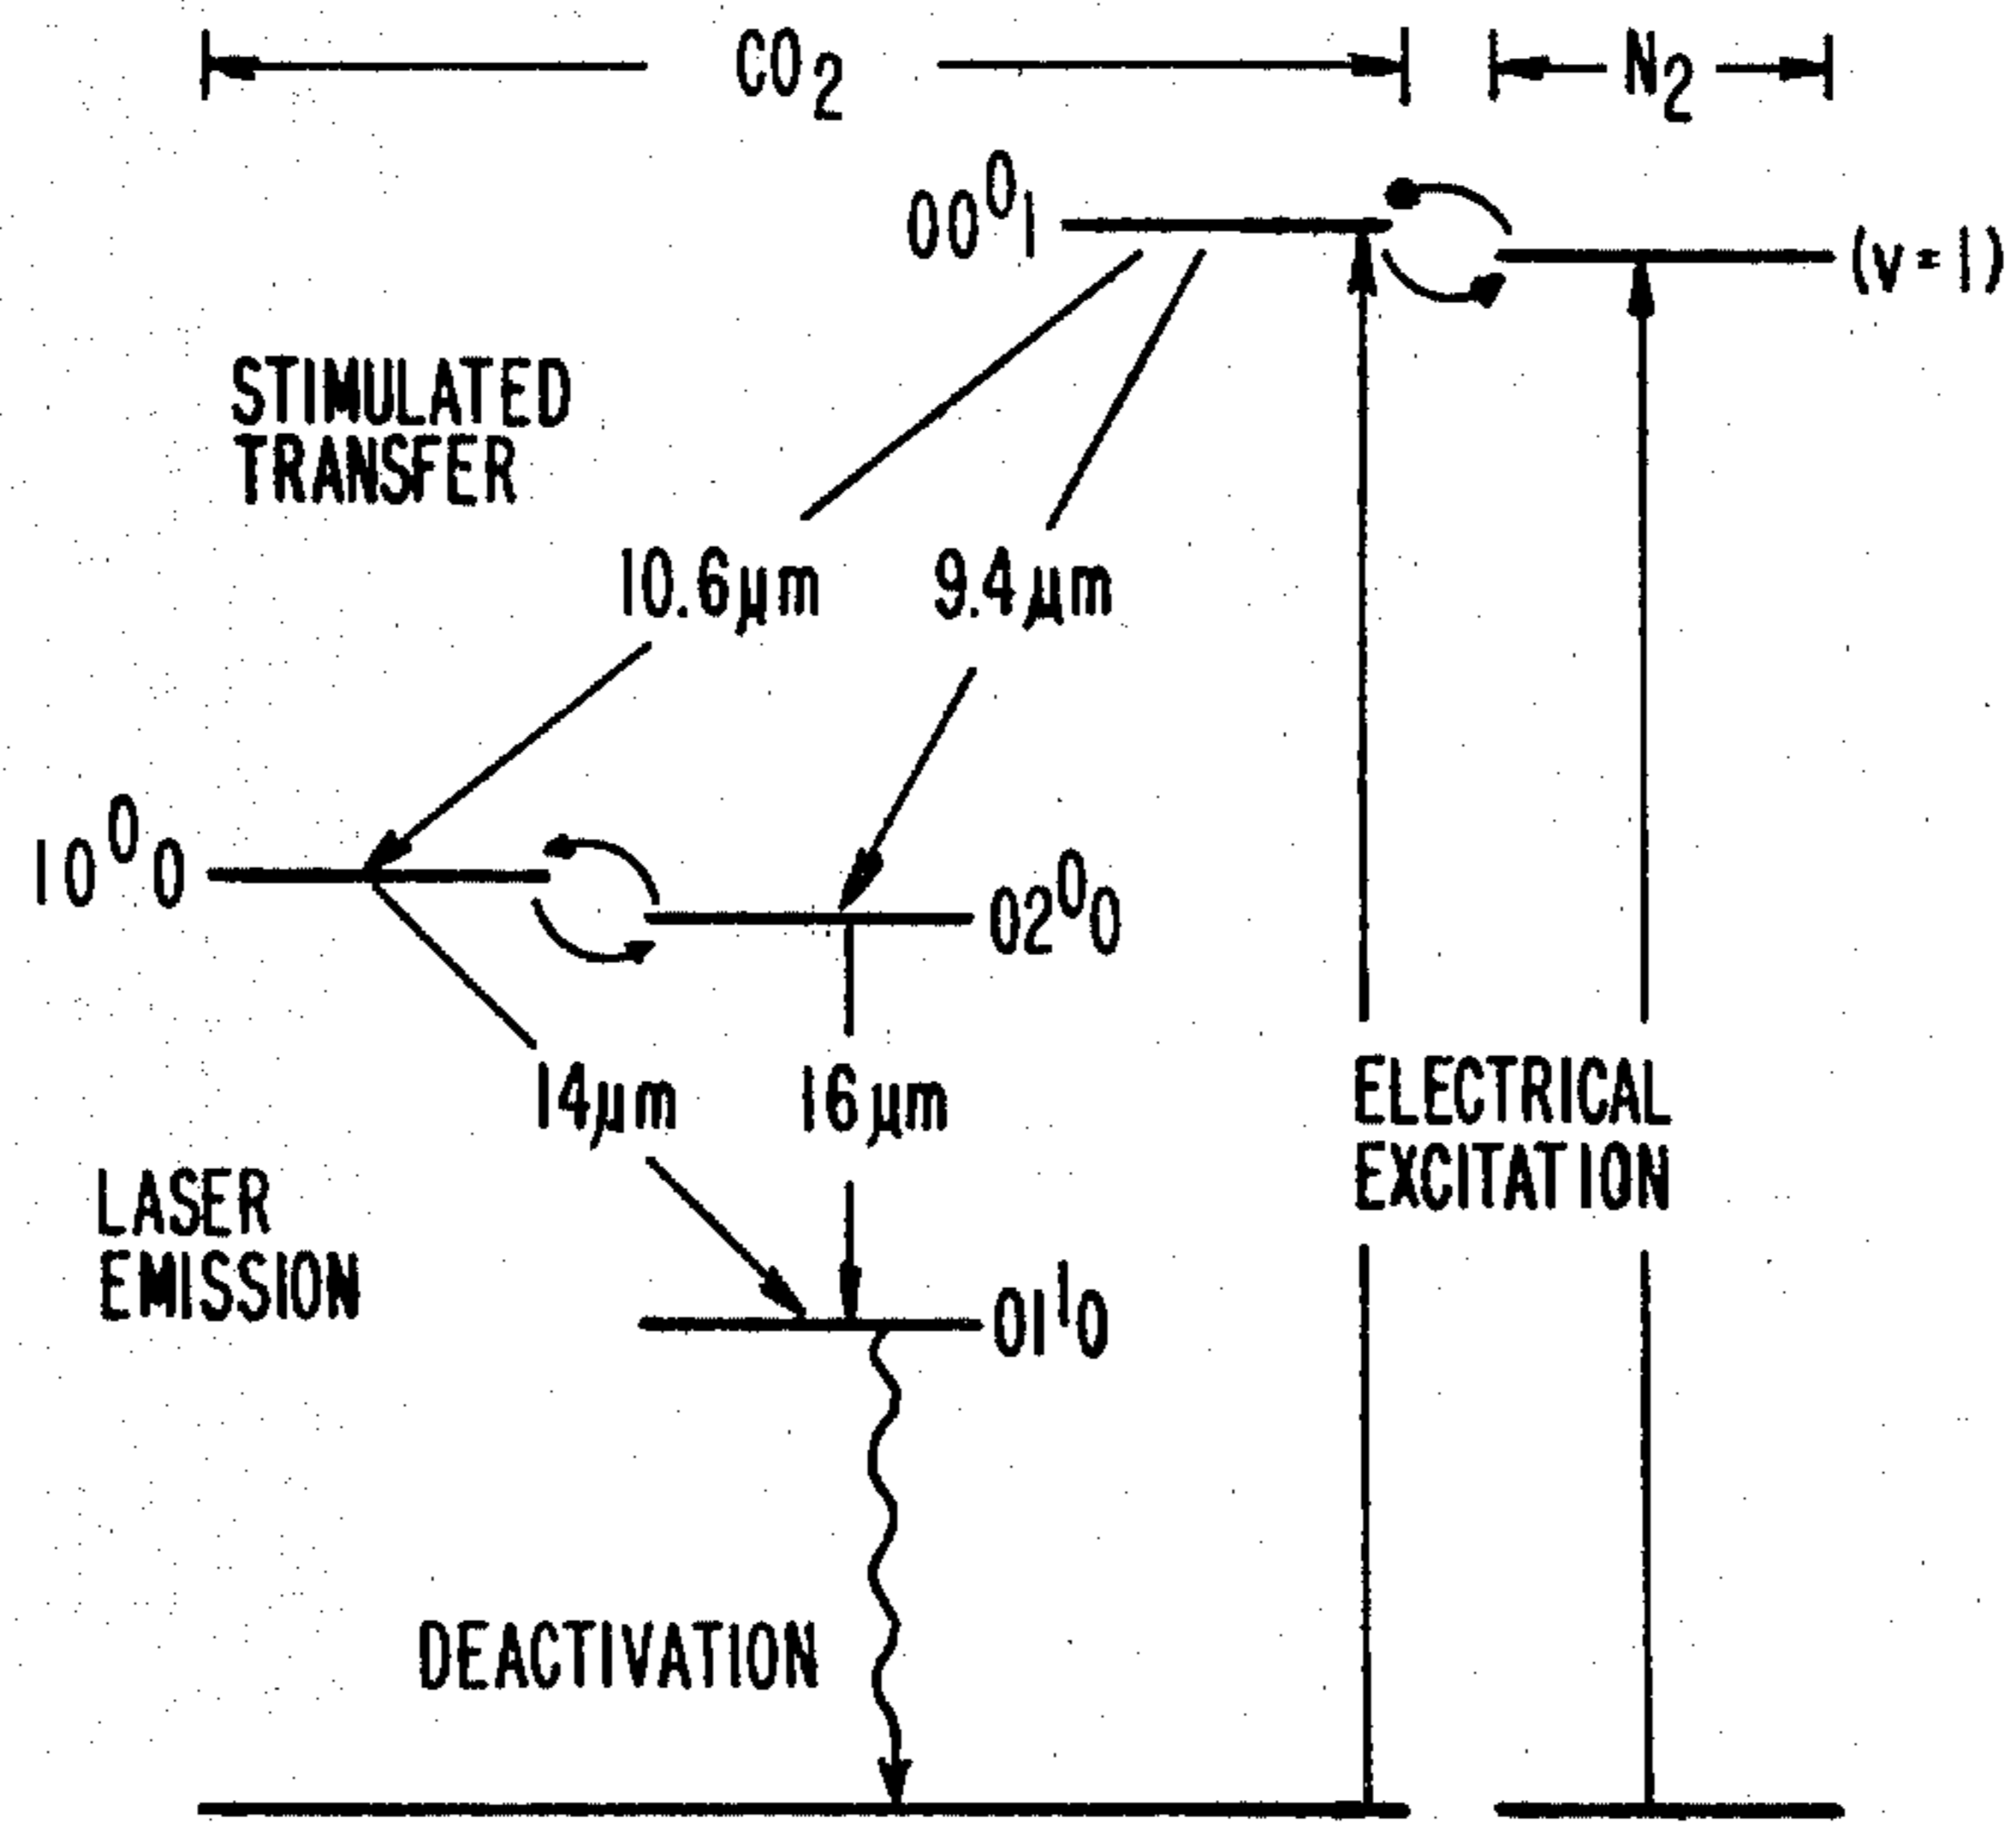 CO₂ N₂
00⁰1 (v=1)
STIMULATED
TRANSFER
10.6μm 9.4μm
10⁰0 02⁰0
14μm 16μm
ELECTRICAL
EXCITATION
LASER
EMISSION
01¹0
DEACTIVATION